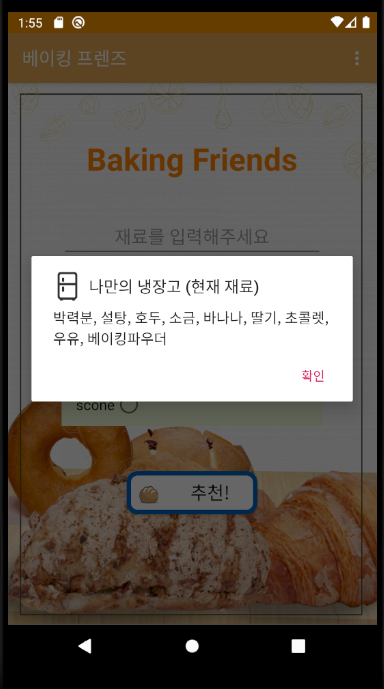 1:55
베이킹 프렌즈
Baking Friends
재료를 입력해주세요
나만의 냉장고 (현재 재료)
박력분, 설탕, 호두, 소금, 바나나, 딸기, 초콜렛,
우유, 베이킹파우더
확인
scone
추천!